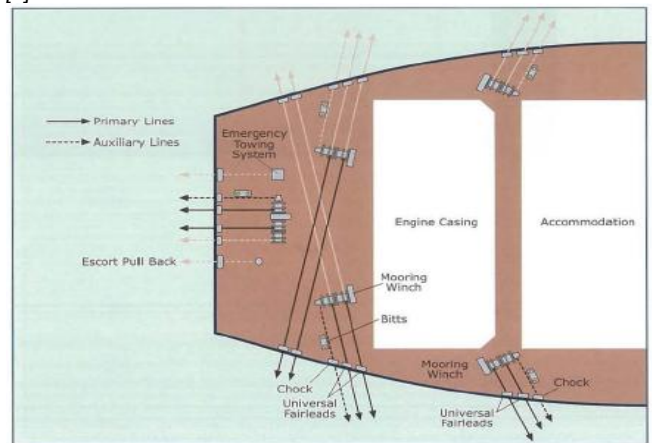 Primary Lines
Auxiliary Lines
Emergency
Towing
System
Engine Casing
Accommodation
Escort Pull Back
Mooring
Winch
Bitts
Mooring
Winch
Chock
Chock
Universal
Fairleads
Universal
Fairleads